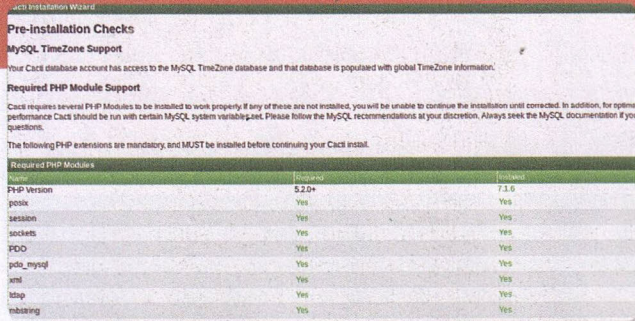 Cacti Installation Wizard
Pre-installation Checks
MySQL TimeZone Support
Your Cacti database account has access to the MySQL TimeZone database and that database is populated with global TimeZone information.
Required PHP Module Support
Cacti requires several PHP Modules to be installed to work properly. If any of these are not installed, you will be unable to continue the installation until corrected. In addition, for optima
performance Cacti should be run with certain MySQL system variables set. Please follow the MySQL recommendations at your discretion. Always seek the MySQL documentation if you
questions.
The following PHP extensions are mandatory, and MUST be installed before continuing your Cacti install.
Required PHP Modules
Name Required Installed
PHP Version 5.2.0+ 7.1.6
posix Yes Yes
session Yes Yes
sockets Yes Yes
PDO Yes Yes
pdo_mysql Yes Yes
xml Yes Yes
ldap Yes Yes
mbstring Yes Yes